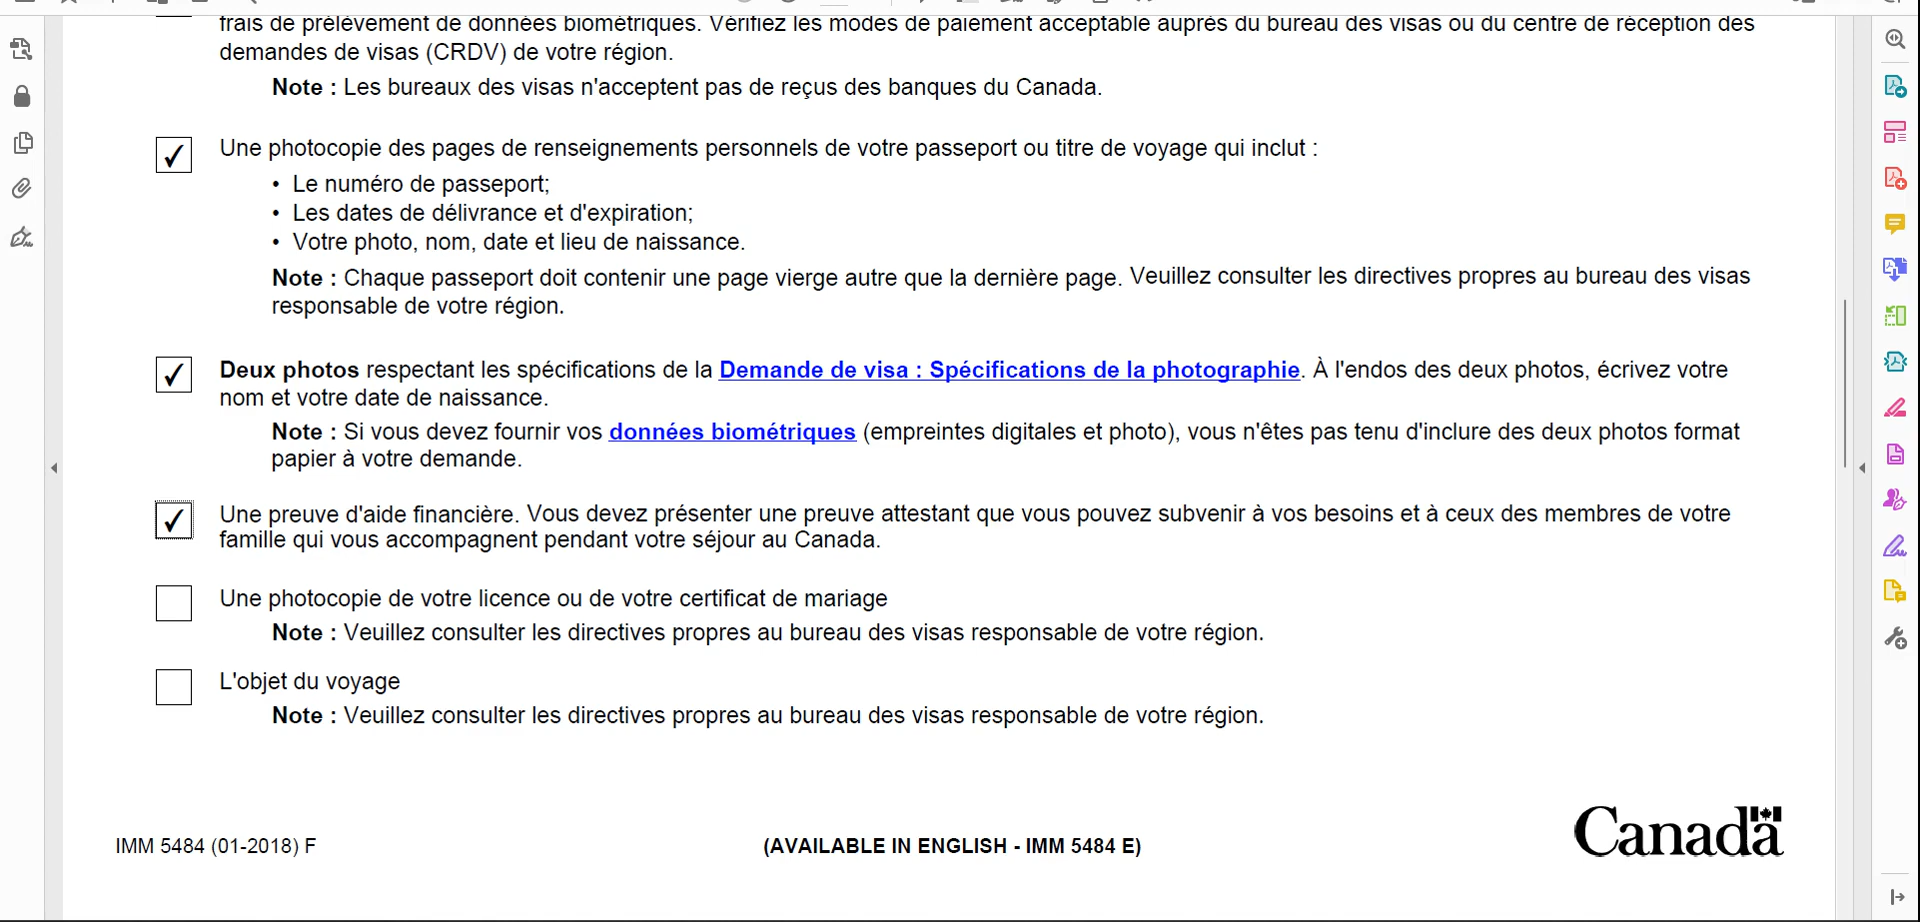 frais de prélèvement de données biométriques. Vérifiez les modes de paiement acceptable auprès du bureau des visas ou du centre de réception des
demandes de visas (CRDV) de votre région.
Note : Les bureaux des visas n'acceptent pas de reçus des banques du Canada.
Une photocopie des pages de renseignements personnels de votre passeport ou titre de voyage qui inclut :
• Le numéro de passeport;
• Les dates de délivrance et d'expiration;
• Votre photo, nom, date et lieu de naissance.
Note : Chaque passeport doit contenir une page vierge autre que la dernière page. Veuillez consulter les directives propres au bureau des visas
responsable de votre région.
Deux photos respectant les spécifications de la Demande de visa : Spécifications de la photographie. À l'endos des deux photos, écrivez votre
nom et votre date de naissance.
Note : Si vous devez fournir vos données biométriques (empreintes digitales et photo), vous n'êtes pas tenu d'inclure des deux photos format
papier à votre demande.
Une preuve d'aide financière. Vous devez présenter une preuve attestant que vous pouvez subvenir à vos besoins et à ceux des membres de votre
famille qui vous accompagnent pendant votre séjour au Canada.
Une photocopie de votre licence ou de votre certificat de mariage
Note : Veuillez consulter les directives propres au bureau des visas responsable de votre région.
L'objet du voyage
Note : Veuillez consulter les directives propres au bureau des visas responsable de votre région.
IMM 5484 (01-2018) F
(AVAILABLE IN ENGLISH - IMM 5484 E)
Canada